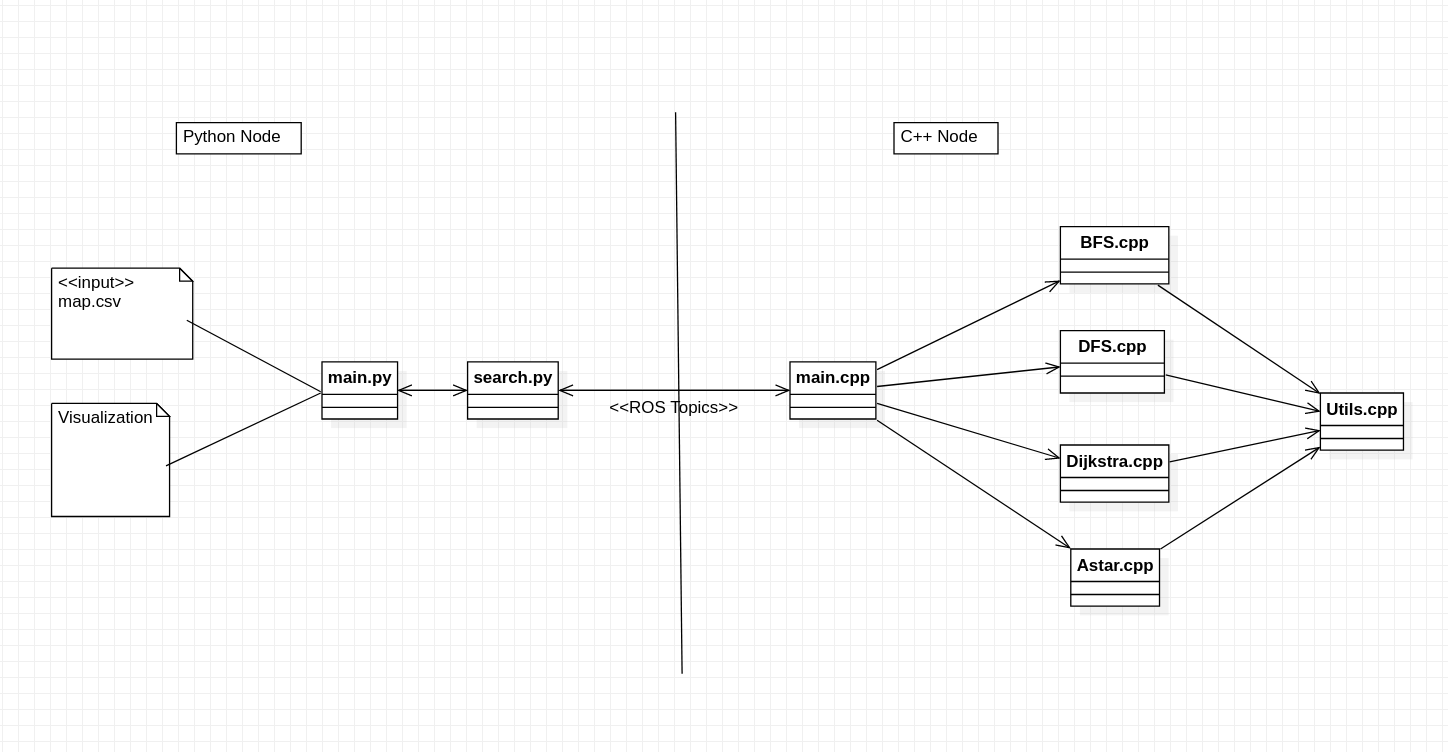 Python Node
C++ Node
<<input>>
map.csv
Visualization
main.py
search.py
<<ROS Topics>>
main.cpp
BFS.cpp
DFS.cpp
Dijkstra.cpp
Astar.cpp
Utils.cpp